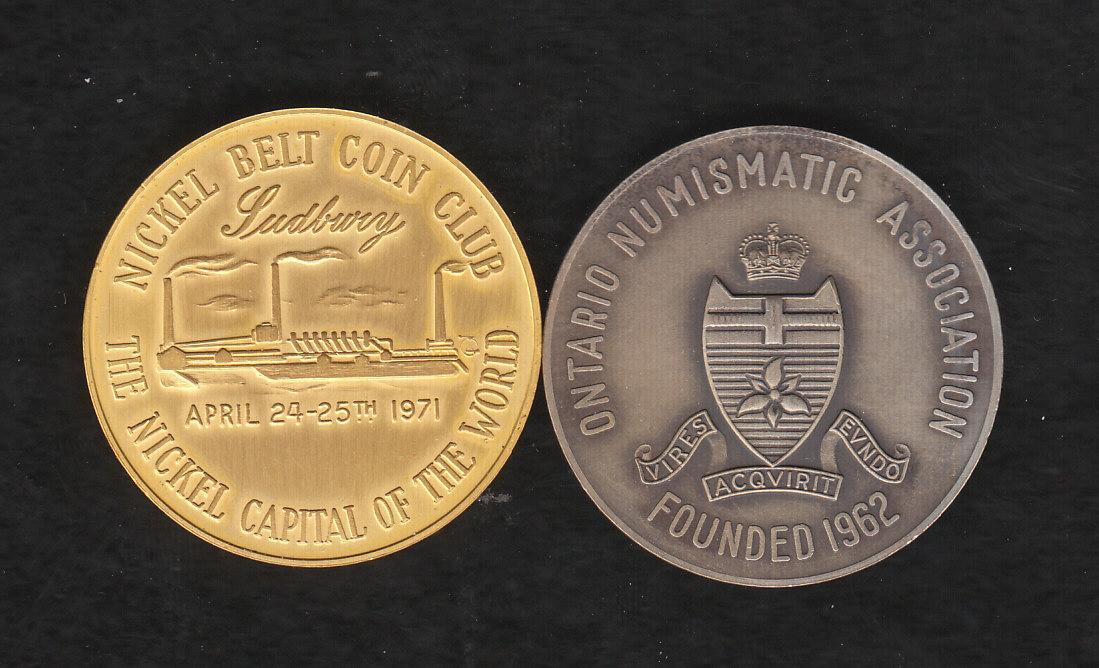 NICKEL BELT COIN CLUB
Sudbury
APRIL 24-25TH 1971
THE NICKEL CAPITAL OF THE WORLD
ONTARIO NUMISMATIC ASSOCIATION
VIRES ACQVIRIT EVNDO
FOUNDED 1962